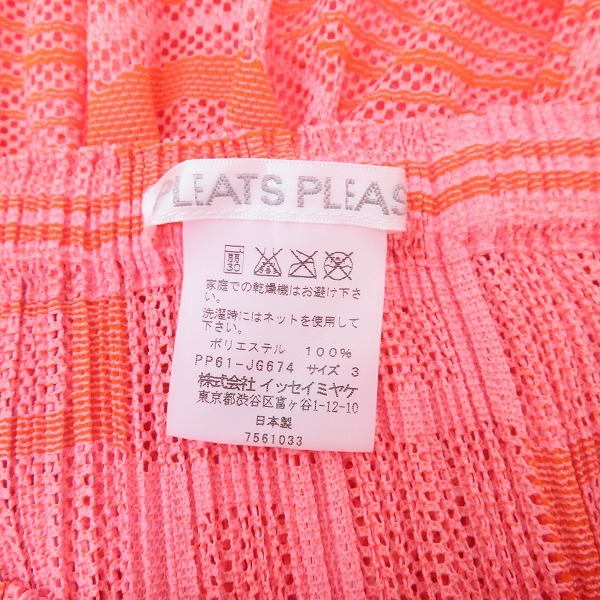 PLEATS PLEAS
弱
30
家庭での乾燥機はお避け下さ
い。
洗濯時にはネットを使用して
下さい。
ポリエステル 100%
PP61-JG674 サイズ 3
株式会社 イッセイミヤケ
東京都渋谷区富ヶ谷1-12-10
日本製
7561033